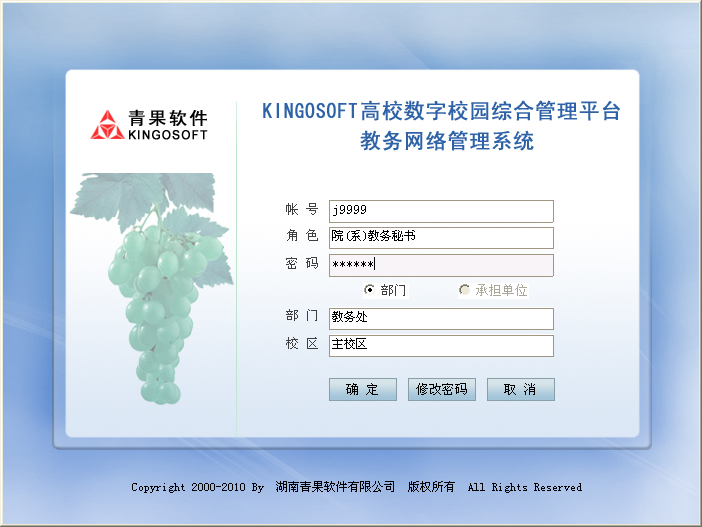 KINGOSOFT高校数字校园综合管理平台
教务网络管理系统
青果软件
KINGOSOFT
帐 号 j9999
角 色 院(系)教务秘书
密 码 ******
部门 承担单位
部 门 教务处
校 区 主校区
确 定 修改密码 取 消
Copyright 2000-2010 By 湖南青果软件有限公司 版权所有 All Rights Reserved